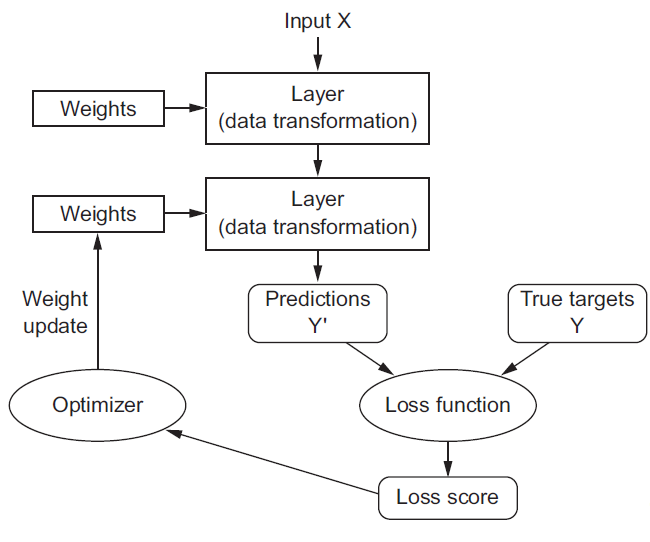 Input X
Layer
(data transformation)
Weights
Layer
(data transformation)
Weights
Predictions
Y'
True targets
Y
Weight
update
Optimizer
Loss function
Loss score